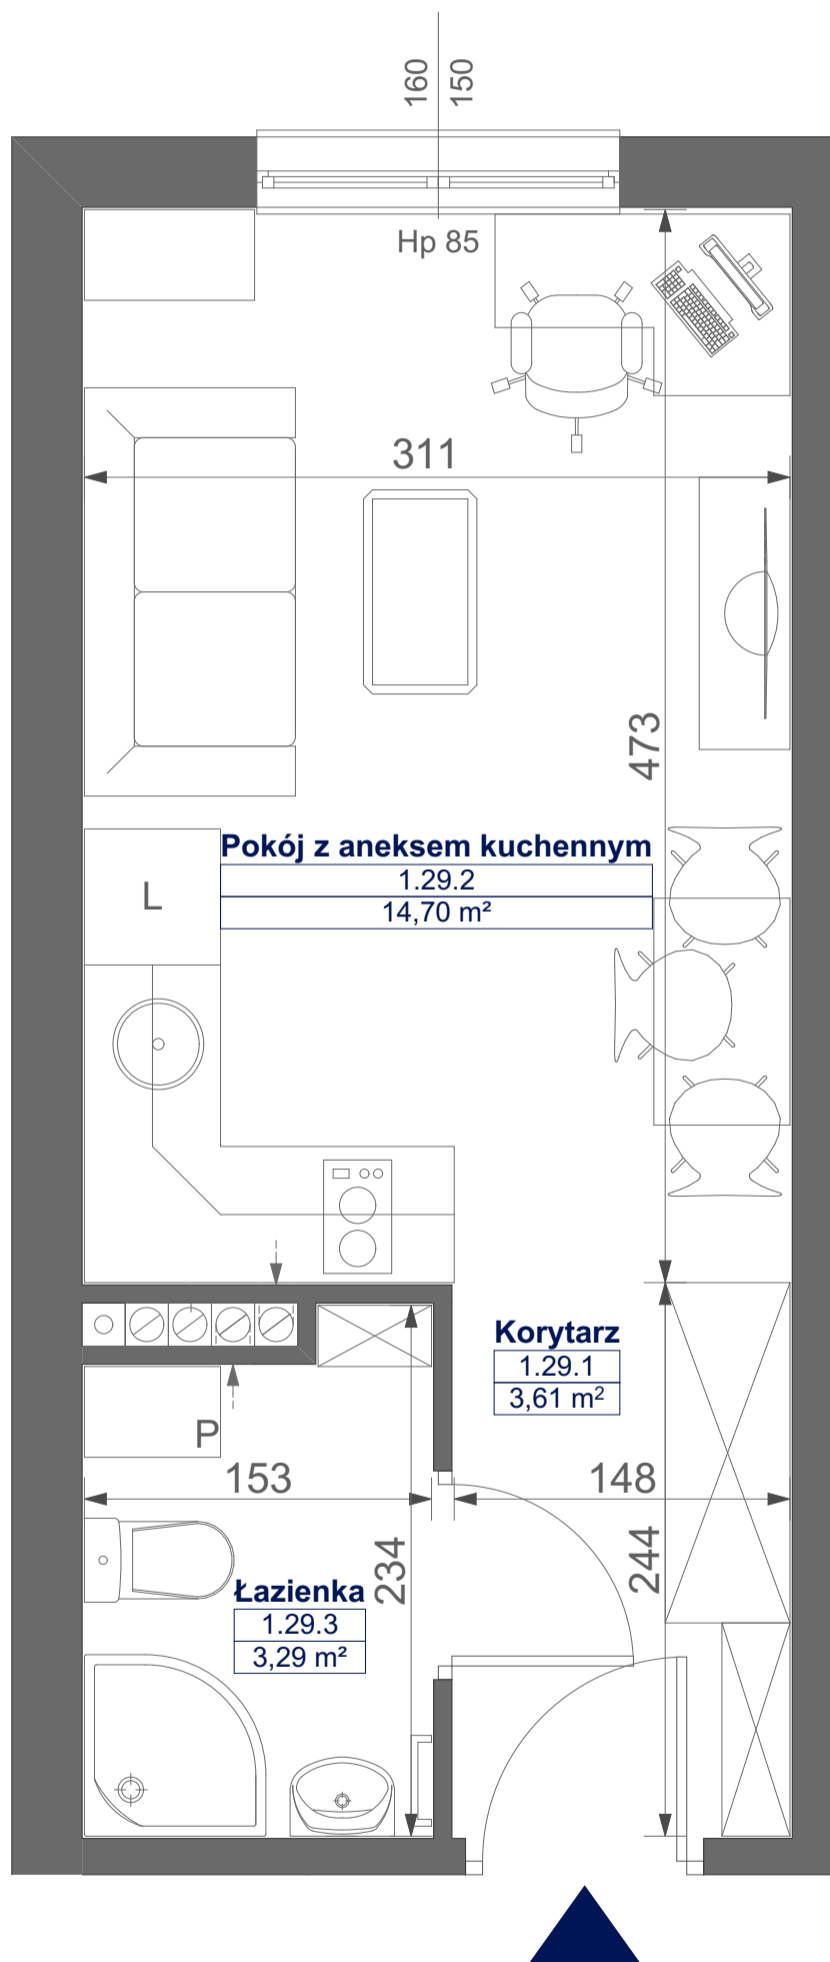 160
150
Hp 85
311
473
Pokój z aneksem kuchennym
1.29.2
14,70 m²
L
Korytarz
1.29.1
3,61 m²
P
153
148
234
244
Łazienka
1.29.3
3,29 m²